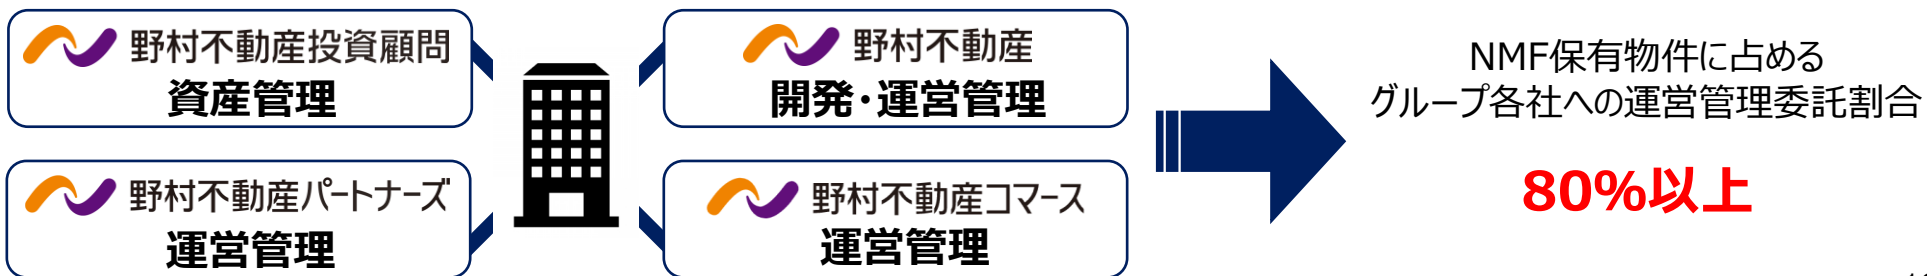 野村不動産投資顧問
資産管理
野村不動産
開発・運営管理
野村不動産パートナーズ
運営管理
野村不動産コマース
運営管理
NMF保有物件に占める
グループ各社への運営管理委託割合
80%以上